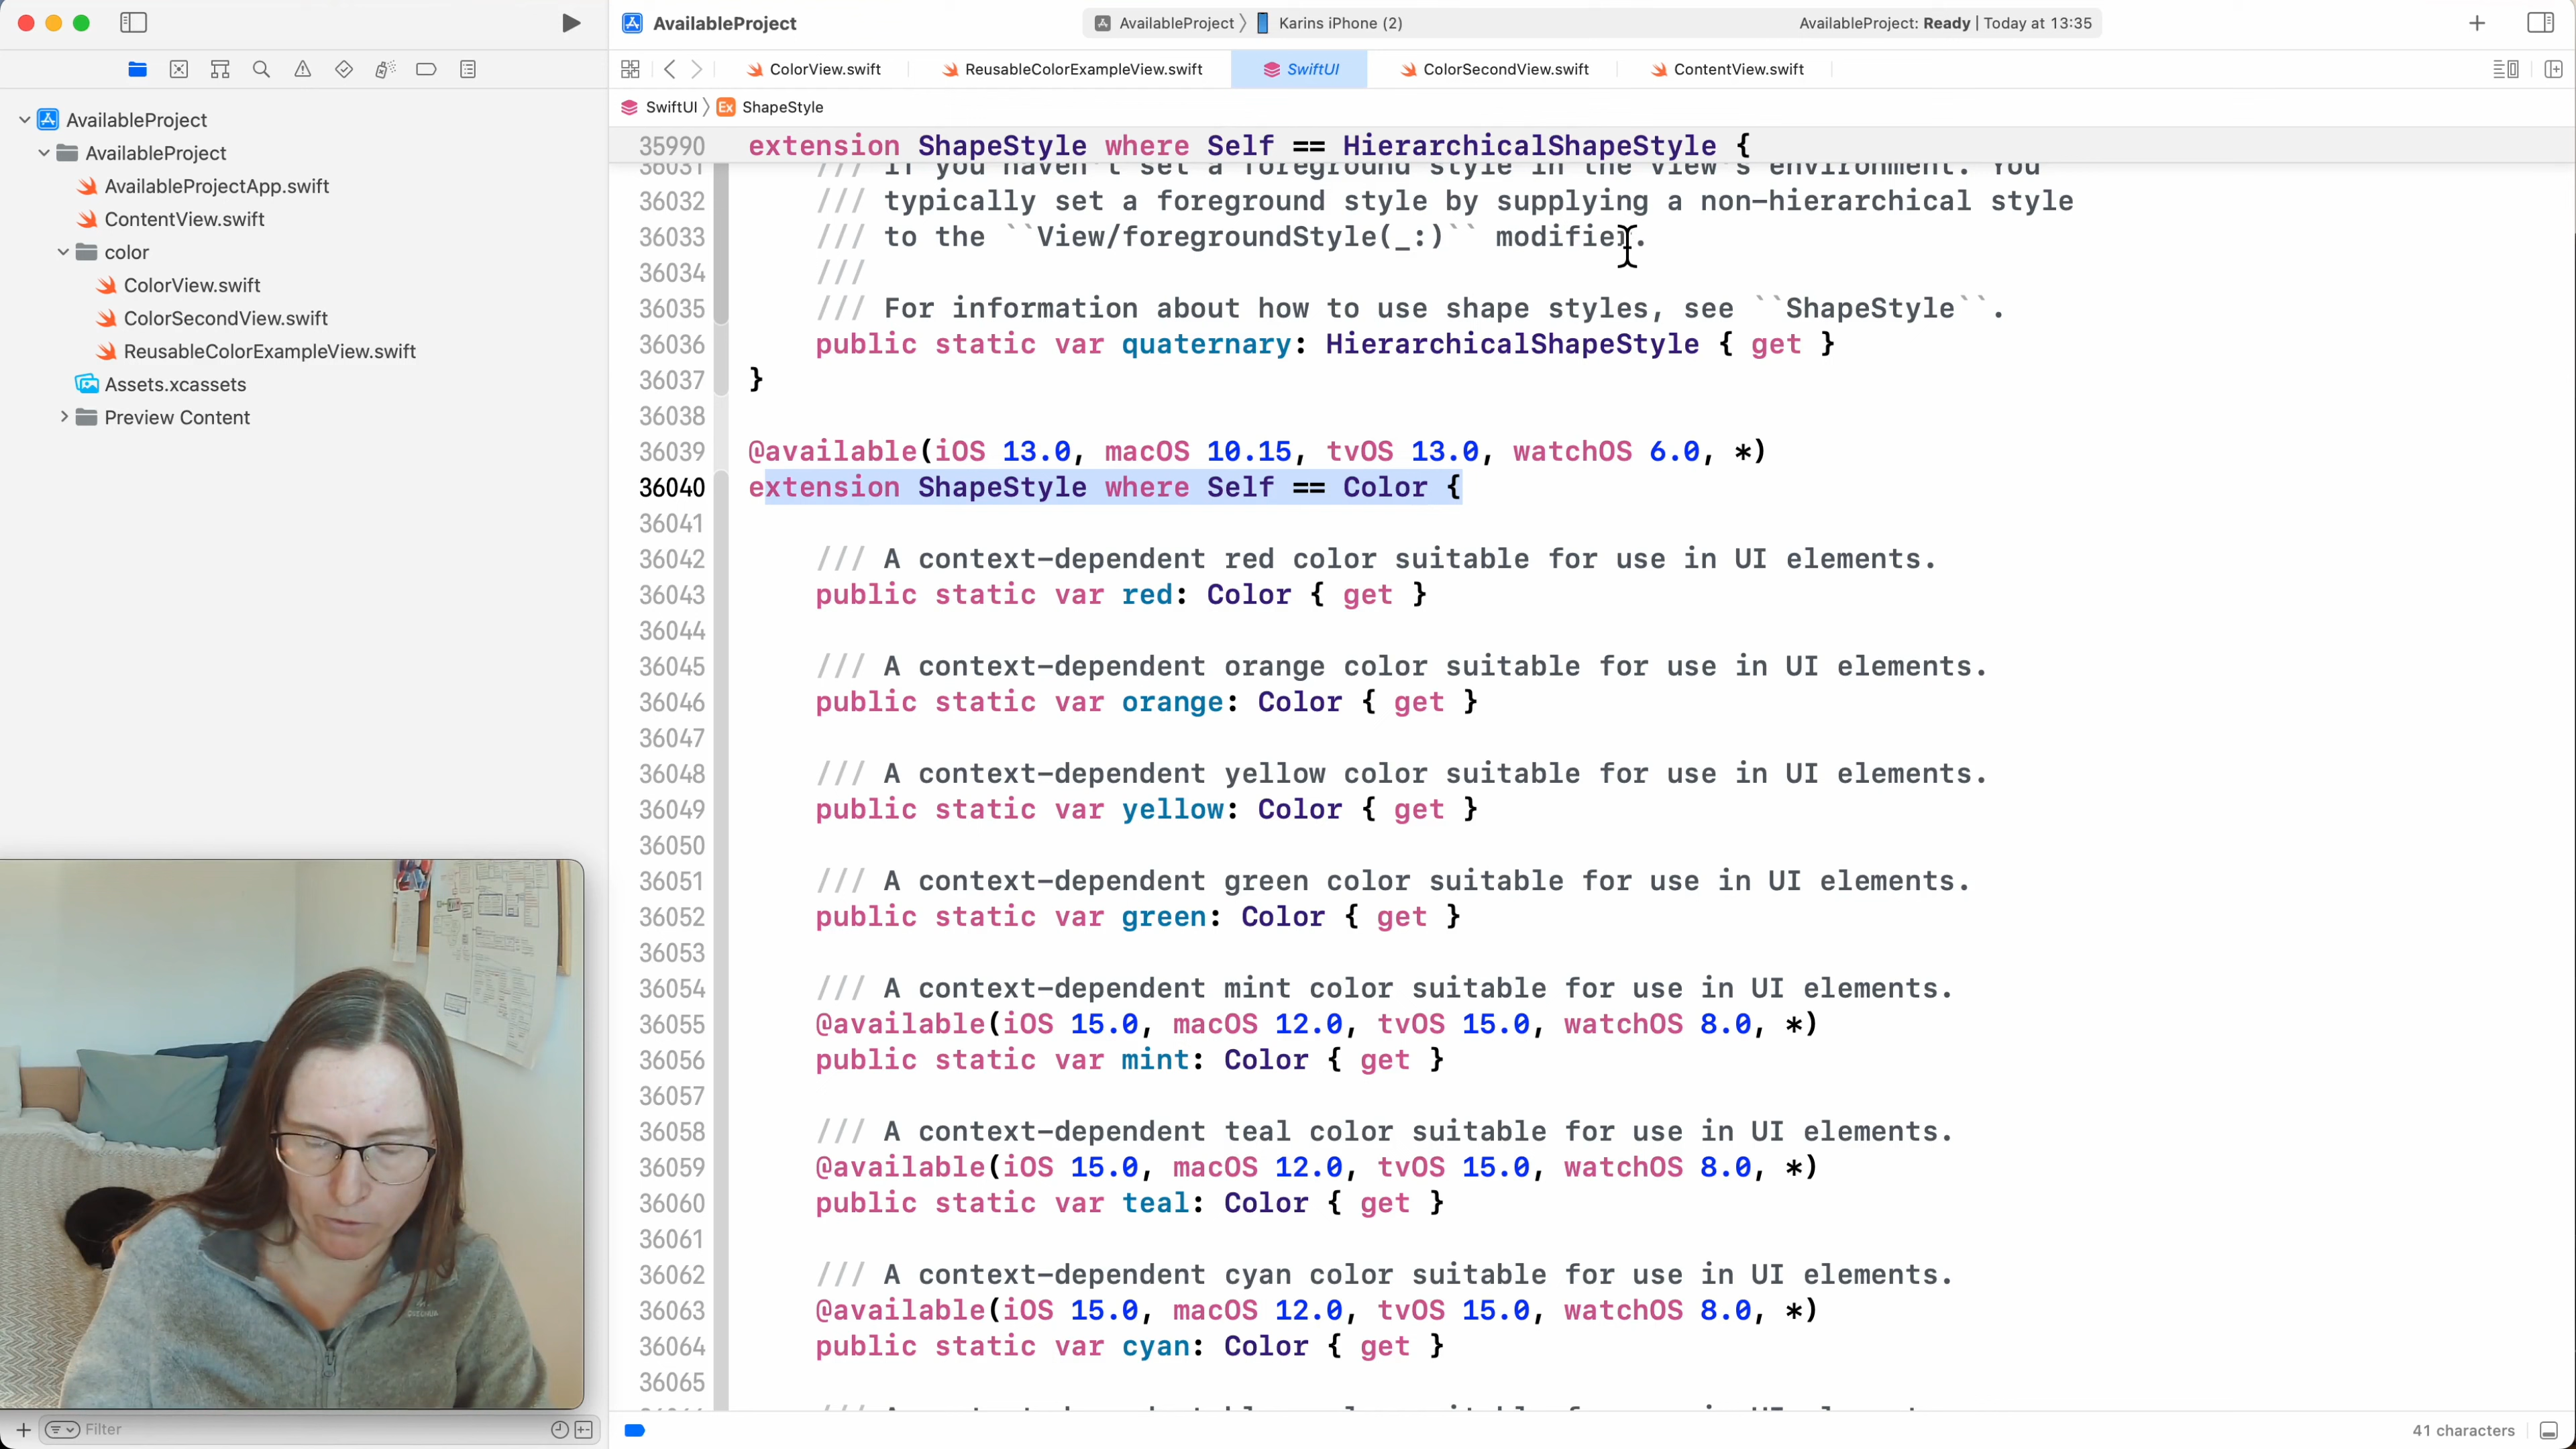 AvailableProject
AvailableProject 〉 Karins iPhone (2)
AvailableProject: Ready | Today at 13:35
ColorView.swift
ReusableColorExampleView.swift
SwiftUI
ColorSecondView.swift
ContentView.swift
SwiftUI 〉 Ex ShapeStyle
AvailableProject
AvailableProject
AvailableProjectApp.swift
ContentView.swift
color
ColorView.swift
ColorSecondView.swift
ReusableColorExampleView.swift
Assets.xcassets
Preview Content
35990 extension ShapeStyle where Self == HierarchicalShapeStyle {
36031 /// if you haven't set a foreground style in the view's environment. You
36032 /// typically set a foreground style by supplying a non-hierarchical style
36033 /// to the ``View/foregroundStyle(_:)`` modifier.
36034 ///
36035 /// For information about how to use shape styles, see ``ShapeStyle``.
36036 public static var quaternary: HierarchicalShapeStyle { get }
36037 }
36038
36039 @available(iOS 13.0, macOS 10.15, tvOS 13.0, watchOS 6.0, *)
36040 extension ShapeStyle where Self == Color {
36041
36042 /// A context-dependent red color suitable for use in UI elements.
36043 public static var red: Color { get }
36044
36045 /// A context-dependent orange color suitable for use in UI elements.
36046 public static var orange: Color { get }
36047
36048 /// A context-dependent yellow color suitable for use in UI elements.
36049 public static var yellow: Color { get }
36050
36051 /// A context-dependent green color suitable for use in UI elements.
36052 public static var green: Color { get }
36053
36054 /// A context-dependent mint color suitable for use in UI elements.
36055 @available(iOS 15.0, macOS 12.0, tvOS 15.0, watchOS 8.0, *)
36056 public static var mint: Color { get }
36057
36058 /// A context-dependent teal color suitable for use in UI elements.
36059 @available(iOS 15.0, macOS 12.0, tvOS 15.0, watchOS 8.0, *)
36060 public static var teal: Color { get }
36061
36062 /// A context-dependent cyan color suitable for use in UI elements.
36063 @available(iOS 15.0, macOS 12.0, tvOS 15.0, watchOS 8.0, *)
36064 public static var cyan: Color { get }
36065
Filter
41 characters